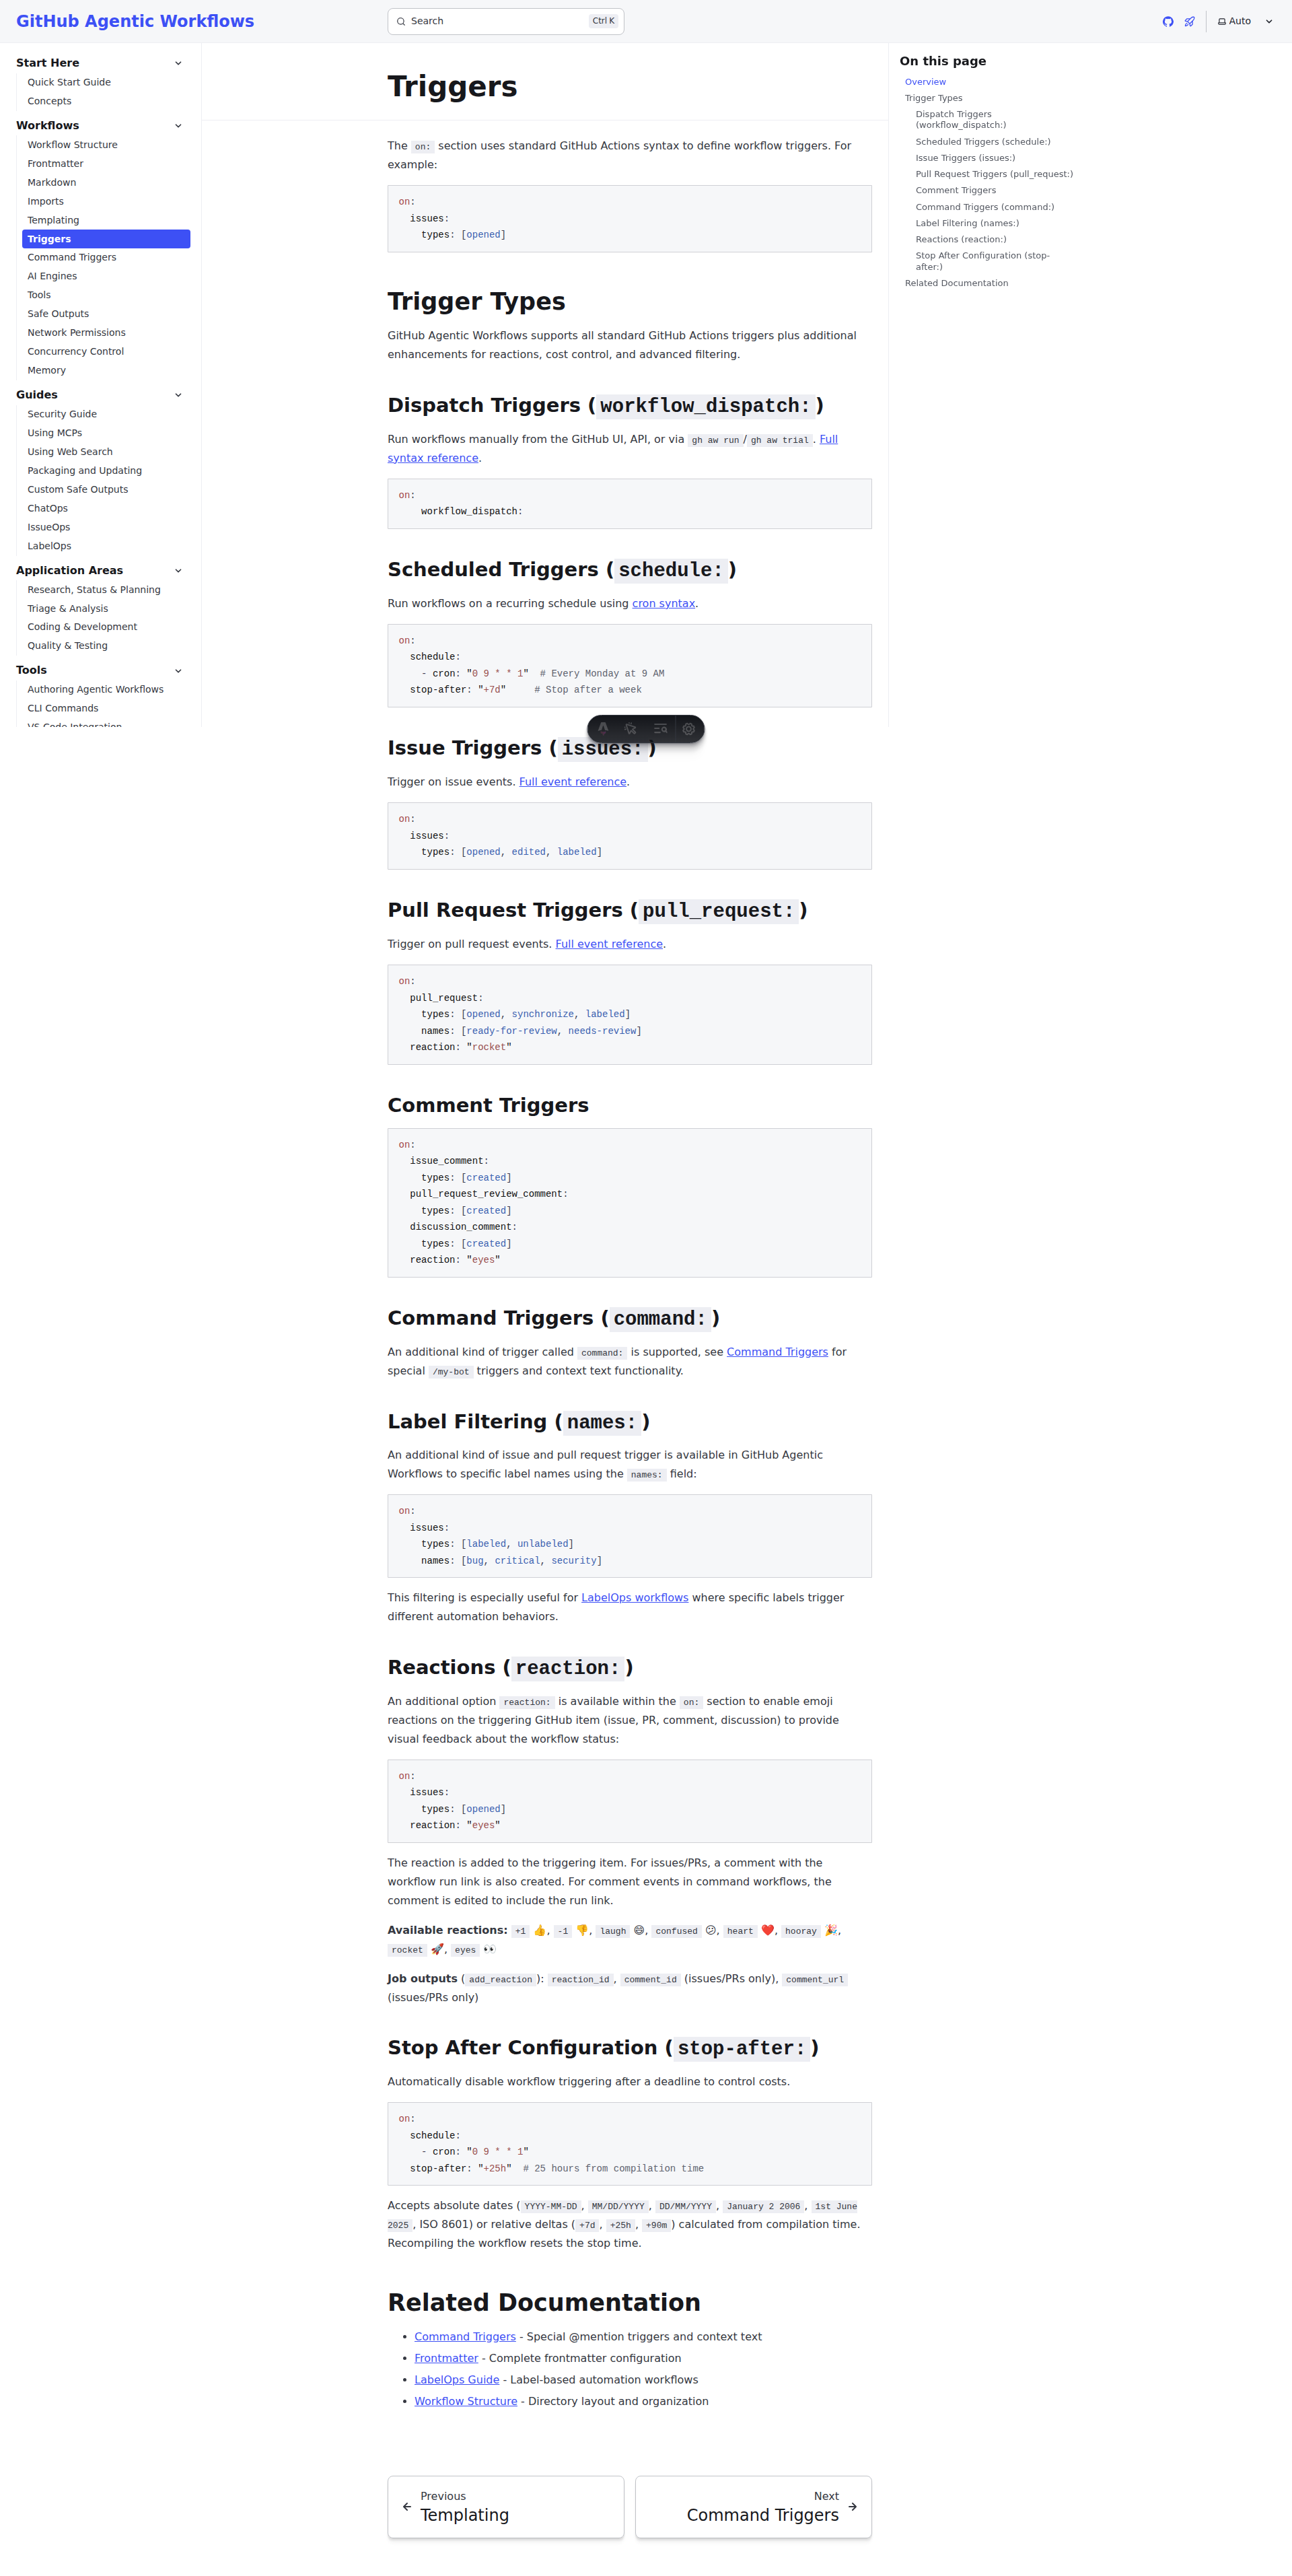 GitHub Agentic Workflows
Search
Ctrl K
Auto
Start Here
Quick Start Guide
Concepts
Workflows
Workflow Structure
Frontmatter
Markdown
Imports
Templating
Triggers
Command Triggers
AI Engines
Tools
Safe Outputs
Network Permissions
Concurrency Control
Memory
Guides
Security Guide
Using MCPs
Using Web Search
Packaging and Updating
Custom Safe Outputs
ChatOps
IssueOps
LabelOps
Application Areas
Research, Status & Planning
Triage & Analysis
Coding & Development
Quality & Testing
Tools
Authoring Agentic Workflows
CLI Commands
VS Code Integration
Triggers
The on: section uses standard GitHub Actions syntax to define workflow triggers. For
example:
on:
  issues:
    types: [opened]
Trigger Types
GitHub Agentic Workflows supports all standard GitHub Actions triggers plus additional
enhancements for reactions, cost control, and advanced filtering.
Dispatch Triggers (workflow_dispatch:)
Run workflows manually from the GitHub UI, API, or via gh aw run/gh aw trial. Full
syntax reference.
on:
    workflow_dispatch:
Scheduled Triggers (schedule:)
Run workflows on a recurring schedule using cron syntax.
on:
  schedule:
    - cron: "0 9 * * 1"  # Every Monday at 9 AM
  stop-after: "+7d"     # Stop after a week
Issue Triggers (issues:)
Trigger on issue events. Full event reference.
on:
  issues:
    types: [opened, edited, labeled]
Pull Request Triggers (pull_request:)
Trigger on pull request events. Full event reference.
on:
  pull_request:
    types: [opened, synchronize, labeled]
    names: [ready-for-review, needs-review]
  reaction: "rocket"
Comment Triggers
on:
  issue_comment:
    types: [created]
  pull_request_review_comment:
    types: [created]
  discussion_comment:
    types: [created]
  reaction: "eyes"
Command Triggers (command:)
An additional kind of trigger called command: is supported, see Command Triggers for
special /my-bot triggers and context text functionality.
Label Filtering (names:)
An additional kind of issue and pull request trigger is available in GitHub Agentic
Workflows to specific label names using the names: field:
on:
  issues:
    types: [labeled, unlabeled]
    names: [bug, critical, security]
This filtering is especially useful for LabelOps workflows where specific labels trigger
different automation behaviors.
Reactions (reaction:)
An additional option reaction: is available within the on: section to enable emoji
reactions on the triggering GitHub item (issue, PR, comment, discussion) to provide
visual feedback about the workflow status:
on:
  issues:
    types: [opened]
  reaction: "eyes"
The reaction is added to the triggering item. For issues/PRs, a comment with the
workflow run link is also created. For comment events in command workflows, the
comment is edited to include the run link.
Available reactions: +1 👍, -1 👎, laugh 😄, confused 😕, heart ❤️, hooray 🎉,
rocket 🚀, eyes 👀
Job outputs (add_reaction): reaction_id, comment_id (issues/PRs only), comment_url
(issues/PRs only)
Stop After Configuration (stop-after:)
Automatically disable workflow triggering after a deadline to control costs.
on:
  schedule:
    - cron: "0 9 * * 1"
  stop-after: "+25h"  # 25 hours from compilation time
Accepts absolute dates (YYYY-MM-DD, MM/DD/YYYY, DD/MM/YYYY, January 2 2006, 1st June
2025, ISO 8601) or relative deltas (+7d, +25h, +90m) calculated from compilation time.
Recompiling the workflow resets the stop time.
Related Documentation
• Command Triggers - Special @mention triggers and context text
• Frontmatter - Complete frontmatter configuration
• LabelOps Guide - Label-based automation workflows
• Workflow Structure - Directory layout and organization
Previous
Templating
Next
Command Triggers
On this page
Overview
Trigger Types
Dispatch Triggers
(workflow_dispatch:)
Scheduled Triggers (schedule:)
Issue Triggers (issues:)
Pull Request Triggers (pull_request:)
Comment Triggers
Command Triggers (command:)
Label Filtering (names:)
Reactions (reaction:)
Stop After Configuration (stop-
after:)
Related Documentation